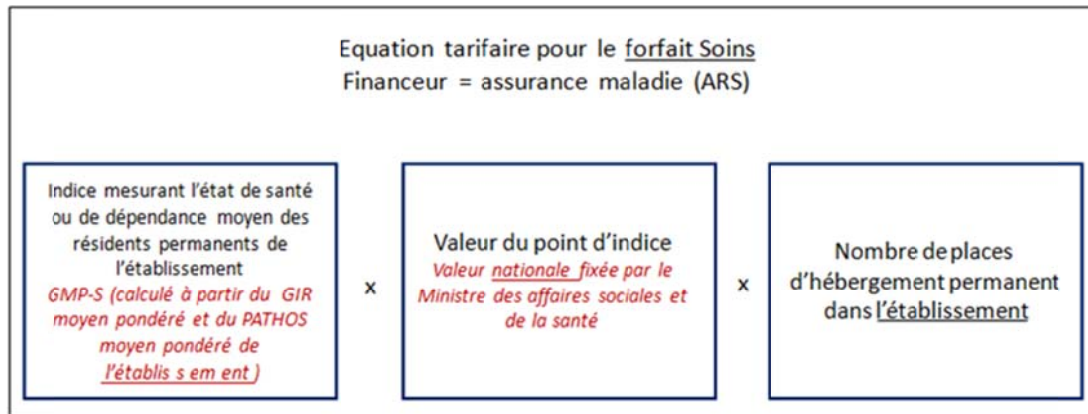 Equation tarifaire pour le forfait Soins
Financeur = assurance maladie (ARS)
Indice mesurant l'état de santé
ou de dépendance moyen des
résidents permanents de
l'établissement
GMP-S (calculé à partir du GIR
moyen pondéré et du PATHOS
moyen pondéré de
l'établis s em ent )
x
Valeur du point d'indice
Valeur nationale fixée par le
Ministre des affaires sociales et
de la santé
x
Nombre de places
d'hébergement permanent
dans l'établissement